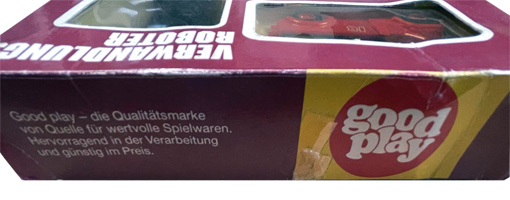 VERWANDLUNGS
ROBOTER
Good play – die Qualitätsmarke
von Quelle für wertvolle Spielwaren.
Hervorragend in der Verarbeitung
und günstig im Preis.
good
play